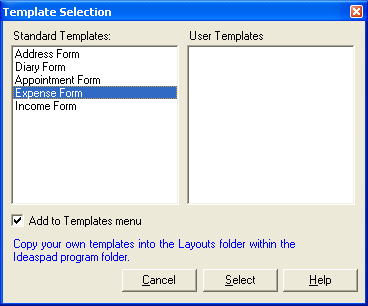 Template Selection
Standard Templates:
User Templates
Address Form
Diary Form
Appointment Form
Expense Form
Income Form
Add to Templates menu
Copy your own templates into the Layouts folder within the
Ideaspad program folder.
Cancel
Select
Help